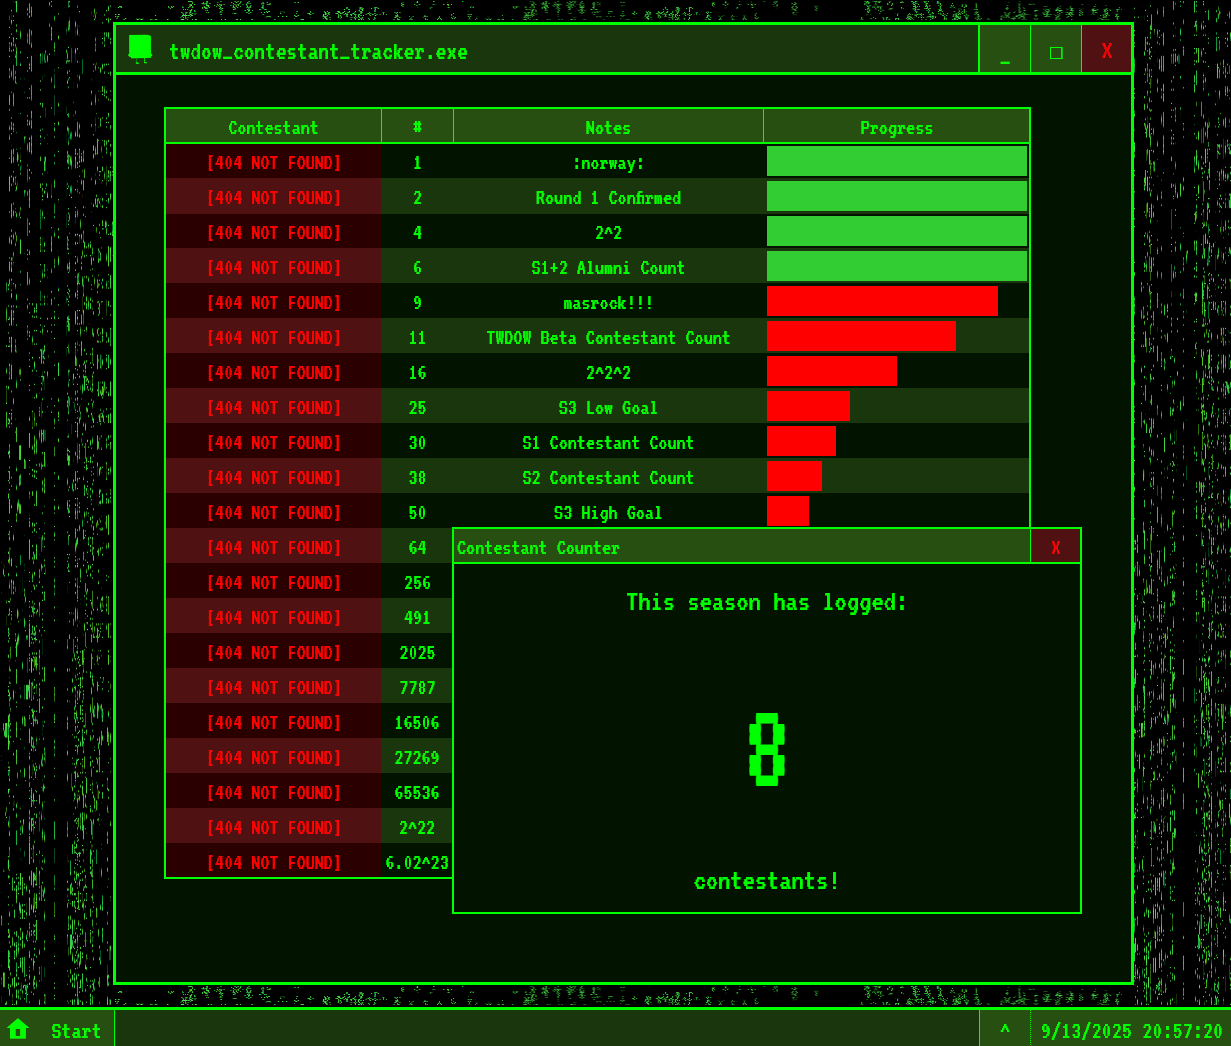 twdow_contestant_tracker.exe _ □ X
Contestant # Notes Progress
[404 NOT FOUND] 1 :norway:
[404 NOT FOUND] 2 Round 1 Confirmed
[404 NOT FOUND] 4 2^2
[404 NOT FOUND] 6 S1+2 Alumni Count
[404 NOT FOUND] 9 masrock!!!
[404 NOT FOUND] 11 TWDOW Beta Contestant Count
[404 NOT FOUND] 16 2^2^2
[404 NOT FOUND] 25 S3 Low Goal
[404 NOT FOUND] 30 S1 Contestant Count
[404 NOT FOUND] 38 S2 Contestant Count
[404 NOT FOUND] 50 S3 High Goal
[404 NOT FOUND] 64
[404 NOT FOUND] 256
[404 NOT FOUND] 491
[404 NOT FOUND] 2025
[404 NOT FOUND] 7787
[404 NOT FOUND] 16506
[404 NOT FOUND] 27269
[404 NOT FOUND] 65536
[404 NOT FOUND] 2^22
[404 NOT FOUND] 6.02^23
Contestant Counter X
This season has logged:
8
contestants!
Start ^ 9/13/2025 20:57:20